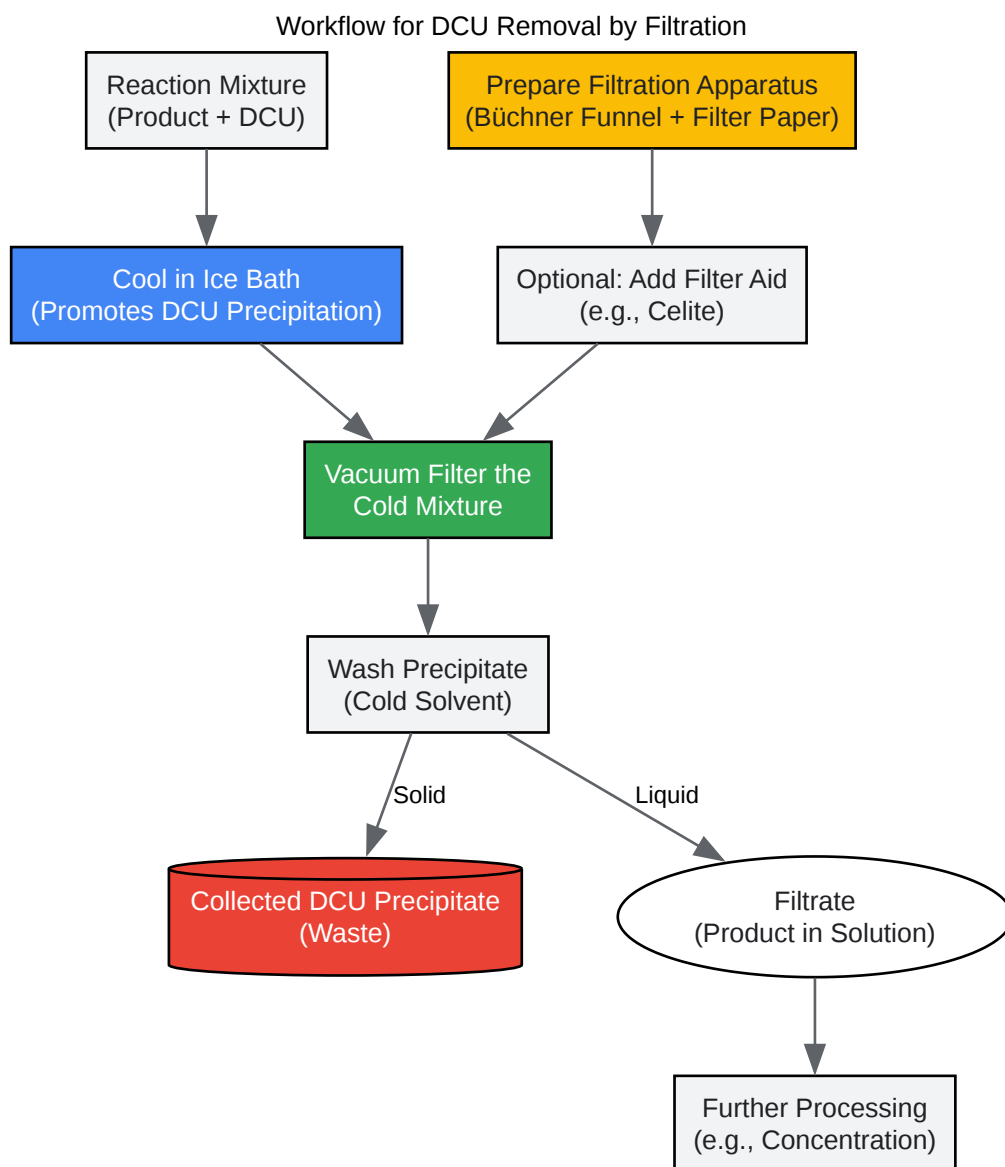 Workflow for DCU Removal by Filtration
Reaction Mixture
(Product + DCU)
Prepare Filtration Apparatus
(Büchner Funnel + Filter Paper)
Cool in Ice Bath
(Promotes DCU Precipitation)
Optional: Add Filter Aid
(e.g., Celite)
Vacuum Filter the
Cold Mixture
Wash Precipitate
(Cold Solvent)
Solid
Liquid
Collected DCU Precipitate
(Waste)
Filtrate
(Product in Solution)
Further Processing
(e.g., Concentration)